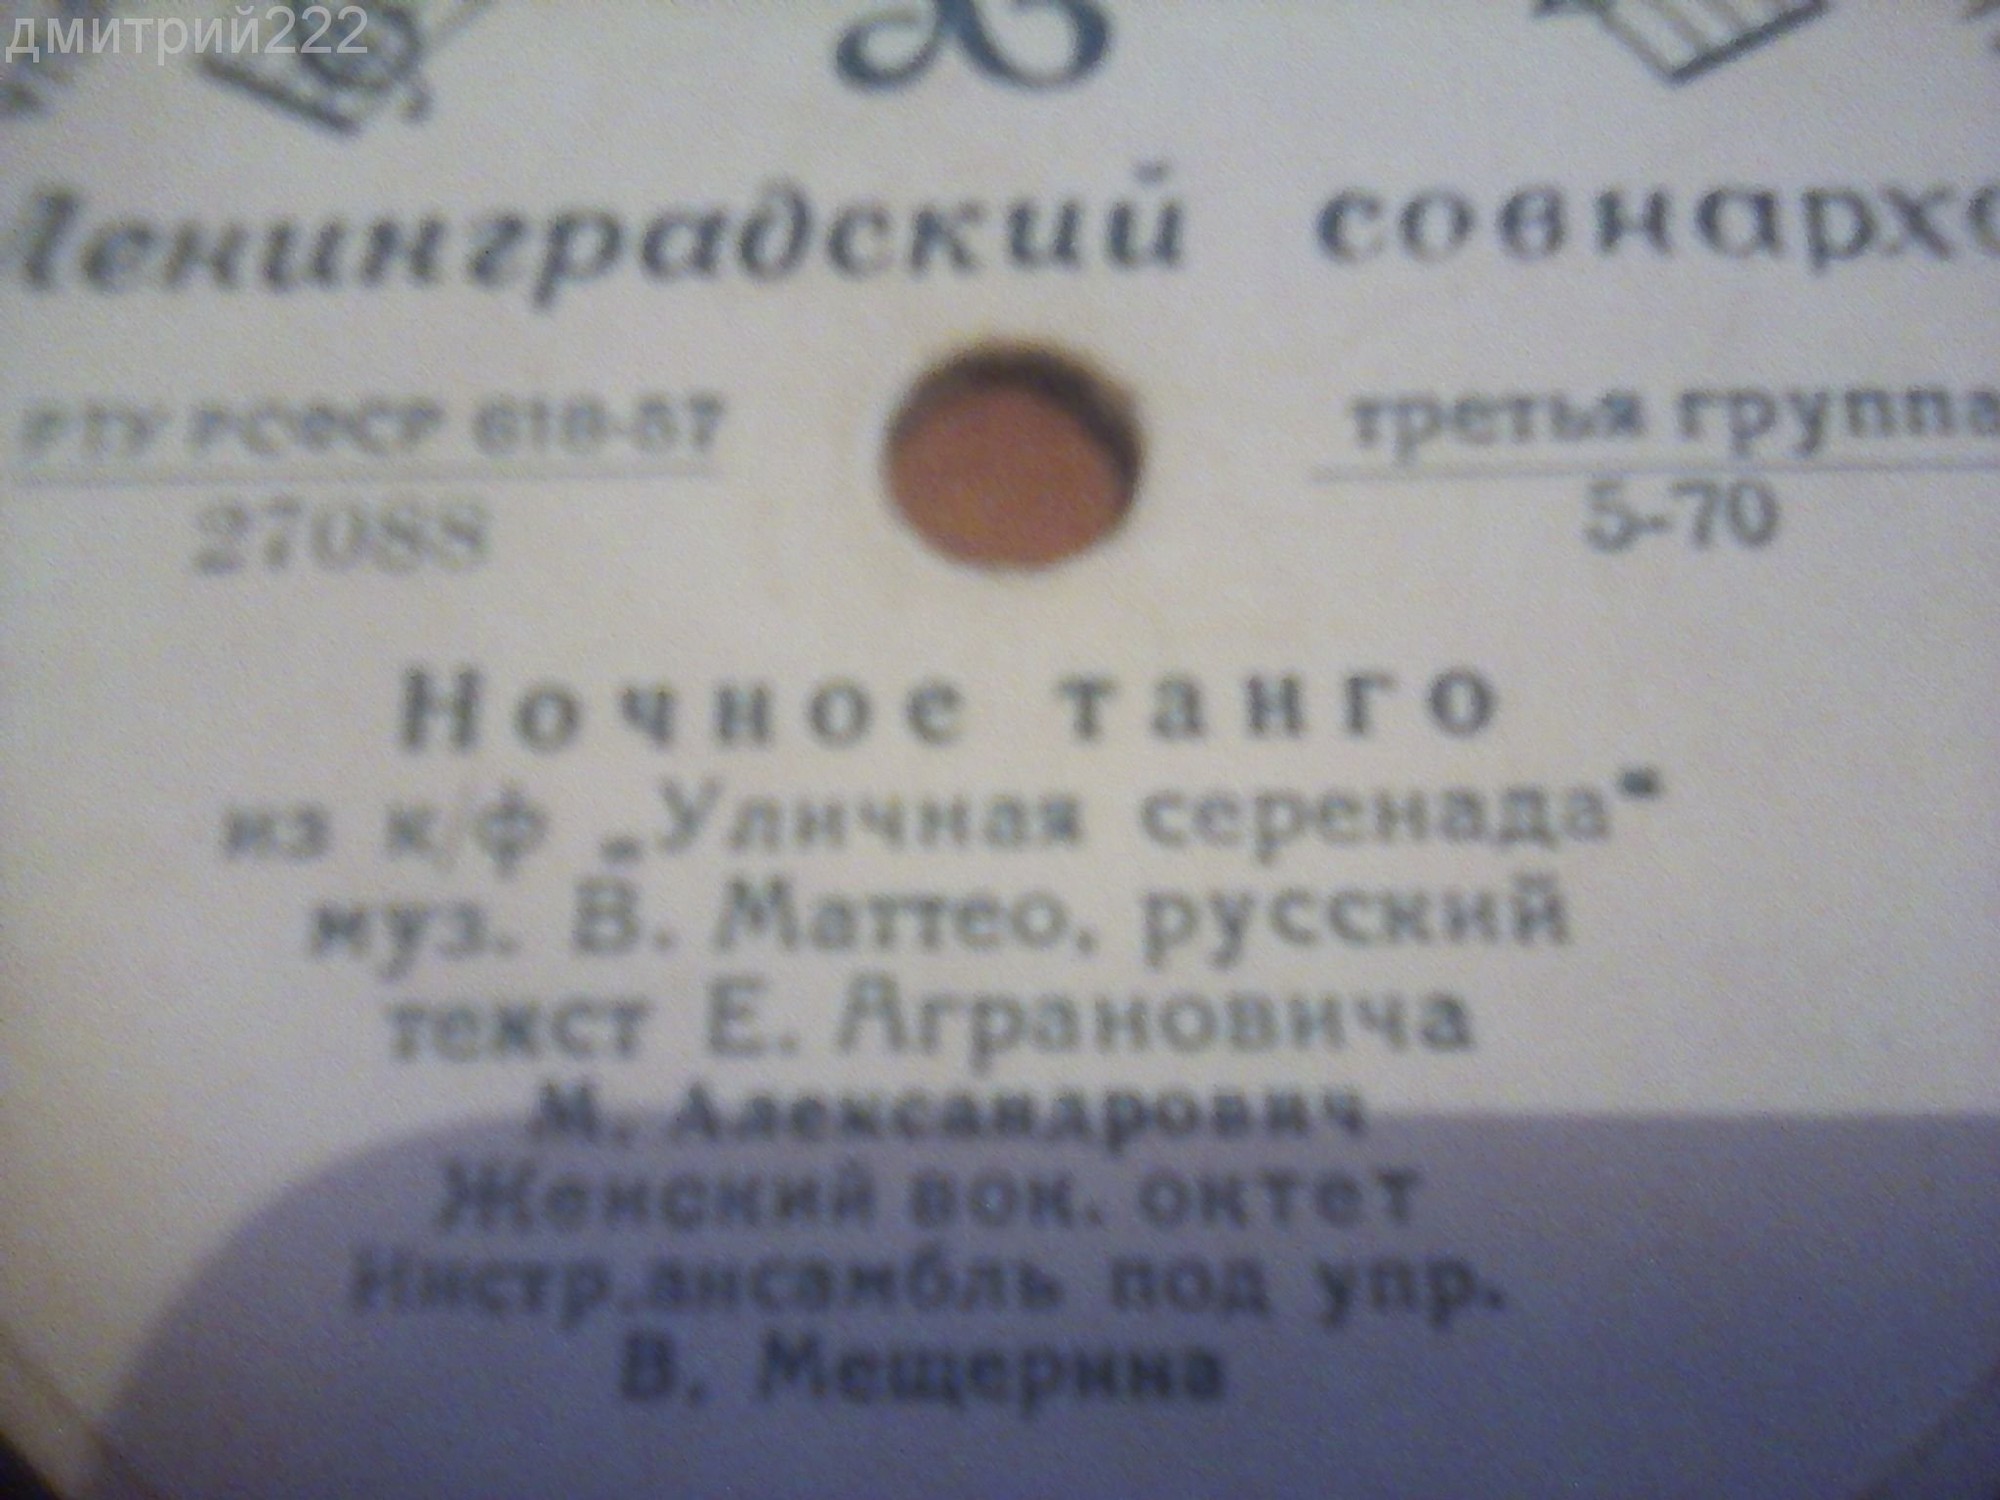 дмитрий222
Ленинградский совнархо
РТУ РСФСР 618-57
третья группа
27088
5-70
Ночное танго
из к/ф „Уличная серенада“
муз. В. Маттео, русский
текст Е. Аграновича
М. Александрович
Женский вок. октет
Инстр.ансамбль под упр.
В. Мещерина